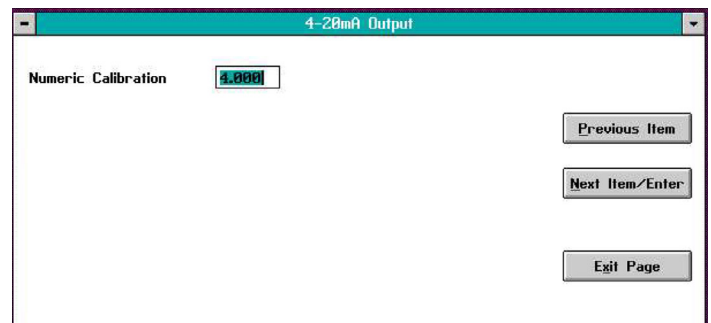 4-20mA Output
Numeric Calibration 4.000
Previous Item
Next Item/Enter
Exit Page